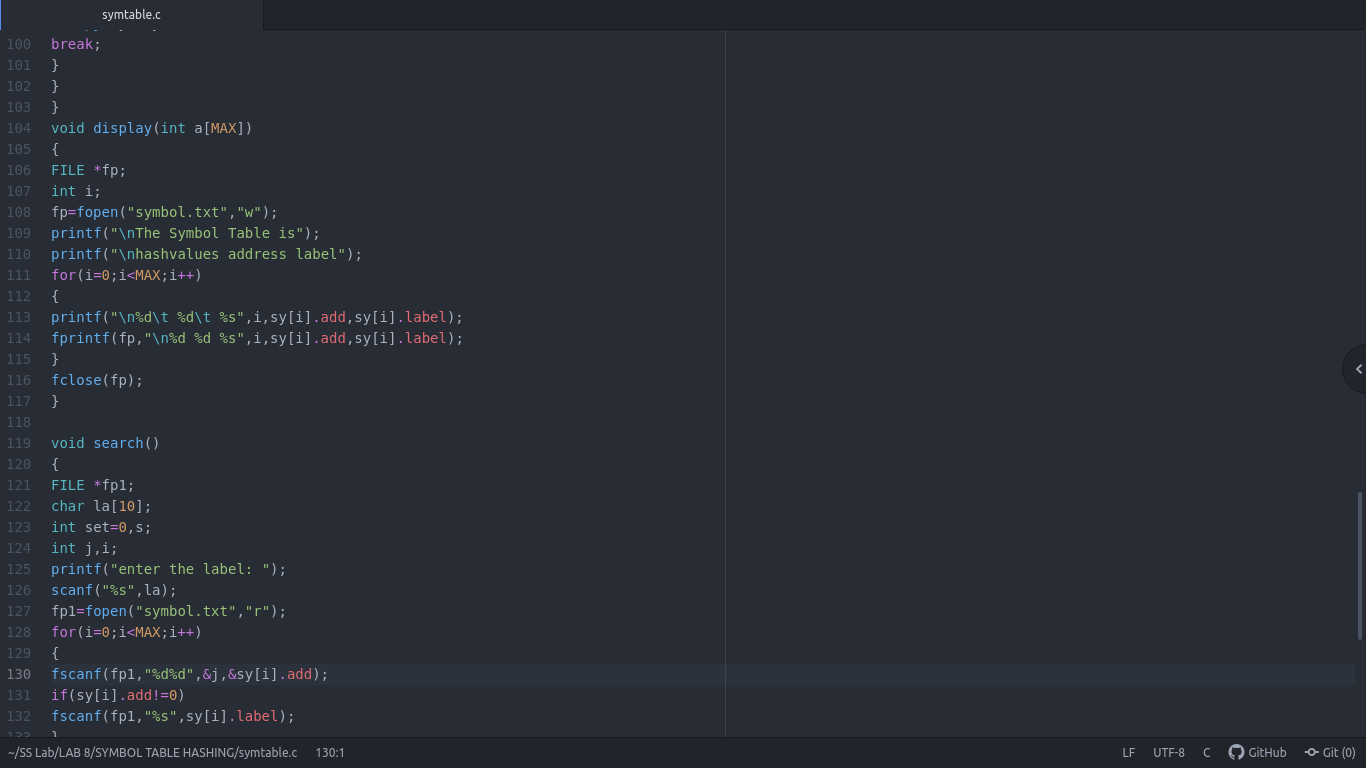 symtable.c
100 break;
101 }
102 }
103 }
104 void display(int a[MAX])
105 {
106 FILE *fp;
107 int i;
108 fp=fopen("symbol.txt","w");
109 printf("\nThe Symbol Table is");
110 printf("\nhashvalues address label");
111 for(i=0;i<MAX;i++)
112 {
113 printf("\n%d\t %d\t %s",i,sy[i].add,sy[i].label);
114 fprintf(fp,"\n%d %d %s",i,sy[i].add,sy[i].label);
115 }
116 fclose(fp);
117 }
118
119 void search()
120 {
121 FILE *fp1;
122 char la[10];
123 int set=0,s;
124 int j,i;
125 printf("enter the label: ");
126 scanf("%s",la);
127 fp1=fopen("symbol.txt","r");
128 for(i=0;i<MAX;i++)
129 {
130 fscanf(fp1,"%d%d",&j,&sy[i].add);
131 if(sy[i].add!=0)
132 fscanf(fp1,"%s",sy[i].label);
133 }
~/SS Lab/LAB 8/SYMBOL TABLE HASHING/symtable.c 130:1 LF UTF-8 C GitHub Git (0)